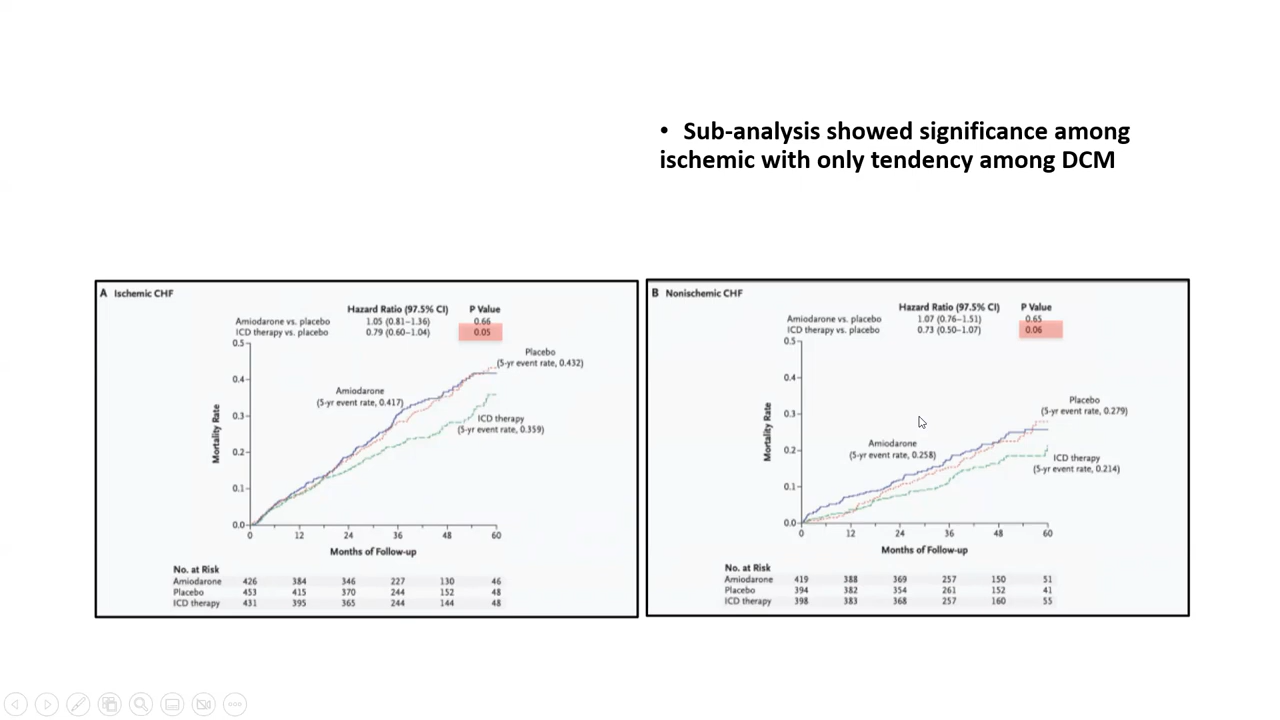 • Sub-analysis showed significance among
ischemic with only tendency among DCM
A Ischemic CHF
Hazard Ratio (97.5% CI) P Value
Amiodarone vs. placebo 1.05 (0.81–1.36) 0.66
ICD therapy vs. placebo 0.79 (0.60–1.04) 0.05
0.5
0.4
0.3
0.2
0.1
0.0
Mortality Rate
Placebo
(5-yr event rate, 0.432)
Amiodarone
(5-yr event rate, 0.417)
ICD therapy
(5-yr event rate, 0.359)
0 12 24 36 48 60
Months of Follow-up
No. at Risk
Amiodarone 426 384 346 227 130 46
Placebo 453 415 370 244 152 48
ICD therapy 431 395 365 244 144 48
B Nonischemic CHF
Hazard Ratio (97.5% CI) P Value
Amiodarone vs. placebo 1.07 (0.76–1.51) 0.65
ICD therapy vs. placebo 0.73 (0.50–1.07) 0.06
0.5
0.4
0.3
0.2
0.1
0.0
Mortality Rate
Placebo
(5-yr event rate, 0.279)
Amiodarone
(5-yr event rate, 0.258)
ICD therapy
(5-yr event rate, 0.214)
0 12 24 36 48 60
Months of Follow-up
No. at Risk
Amiodarone 419 388 369 257 150 51
Placebo 394 382 354 261 152 41
ICD therapy 398 383 368 257 160 55